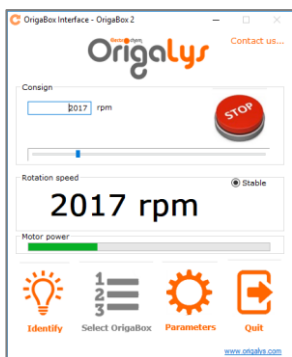 OrigaBox Interface - OrigaBox 2
Contact us...
Origalys
Consign
2017 rpm
STOP
Rotation speed
Stable
2017 rpm
Motor power
1
2
3
Identify
Select OrigaBox
Parameters
Quit
www.origalys.com